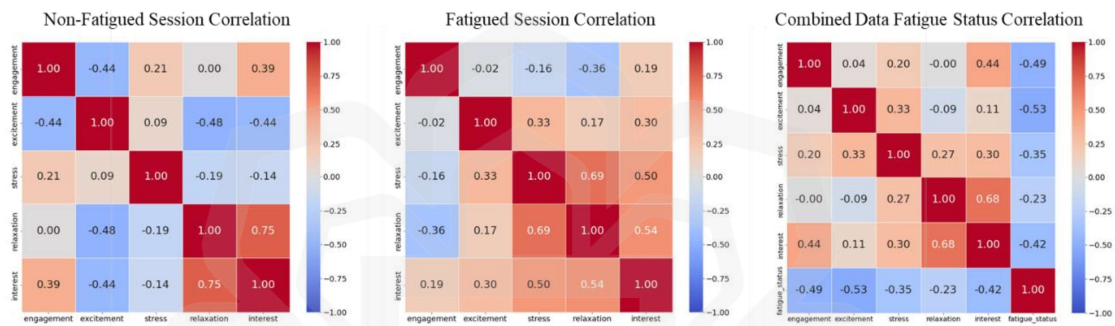 Non-Fatigued Session Correlation
engagement 1.00 -0.44 0.21 0.00 0.39
excitement -0.44 1.00 0.09 -0.48 -0.44
stress 0.21 0.09 1.00 -0.19 -0.14
relaxation 0.00 -0.48 -0.19 1.00 0.75
interest 0.39 -0.44 -0.14 0.75 1.00
engagement excitement stress relaxation interest
1.00
0.75
0.50
0.25
0.00
−0.25
−0.50
−0.75
−1.00
Fatigued Session Correlation
engagement 1.00 -0.02 -0.16 -0.36 0.19
excitement -0.02 1.00 0.33 0.17 0.30
stress -0.16 0.33 1.00 0.69 0.50
relaxation -0.36 0.17 0.69 1.00 0.54
interest 0.19 0.30 0.50 0.54 1.00
engagement excitement stress relaxation interest
1.00
0.75
0.50
0.25
0.00
−0.25
−0.50
−0.75
−1.00
Combined Data Fatigue Status Correlation
engagement 1.00 0.04 0.20 -0.00 0.44 -0.49
excitement 0.04 1.00 0.33 -0.09 0.11 -0.53
stress 0.20 0.33 1.00 0.27 0.30 -0.35
relaxation -0.00 -0.09 0.27 1.00 0.68 -0.23
interest 0.44 0.11 0.30 0.68 1.00 -0.42
fatigue_status -0.49 -0.53 -0.35 -0.23 -0.42 1.00
engagement excitement stress relaxation interest fatigue_status
1.00
0.75
0.50
0.25
0.00
−0.25
−0.50
−0.75
−1.00